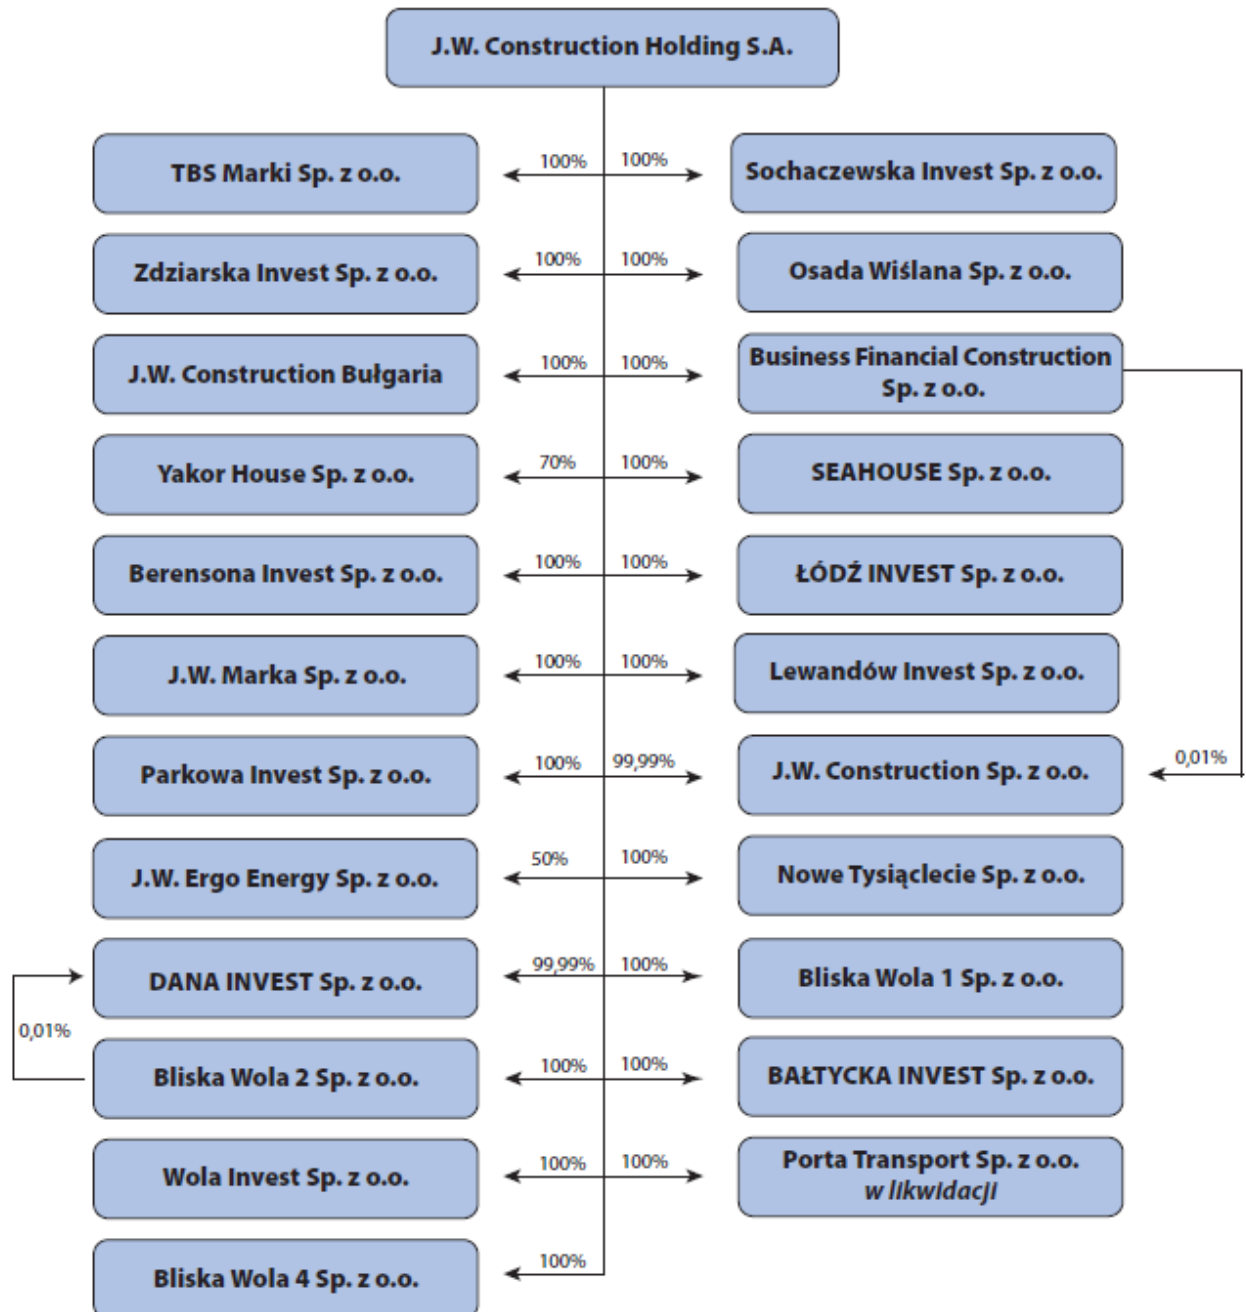 J.W. Construction Holding S.A.
TBS Marki Sp. z o.o.
100%
100%
Sochaczewska Invest Sp. z o.o.
Zdziarska Invest Sp. z o.o.
100%
100%
Osada Wiślana Sp. z o.o.
J.W. Construction Bułgaria
100%
100%
Business Financial Construction
Sp. z o.o.
Yakor House Sp. z o.o.
70%
100%
SEAHOUSE Sp. z o.o.
Berensona Invest Sp. z o.o.
100%
100%
ŁÓDŹ INVEST Sp. z o.o.
J.W. Marka Sp. z o.o.
100%
100%
Lewandów Invest Sp. z o.o.
Parkowa Invest Sp. z o.o.
100%
99,99%
J.W. Construction Sp. z o.o.
0,01%
J.W. Ergo Energy Sp. z o.o.
50%
100%
Nowe Tysiąclecie Sp. z o.o.
DANA INVEST Sp. z o.o.
99,99%
100%
Bliska Wola 1 Sp. z o.o.
0,01%
Bliska Wola 2 Sp. z o.o.
100%
100%
BAŁTYCKA INVEST Sp. z o.o.
Wola Invest Sp. z o.o.
100%
100%
Porta Transport Sp. z o.o.
w likwidacji
Bliska Wola 4 Sp. z o.o.
100%